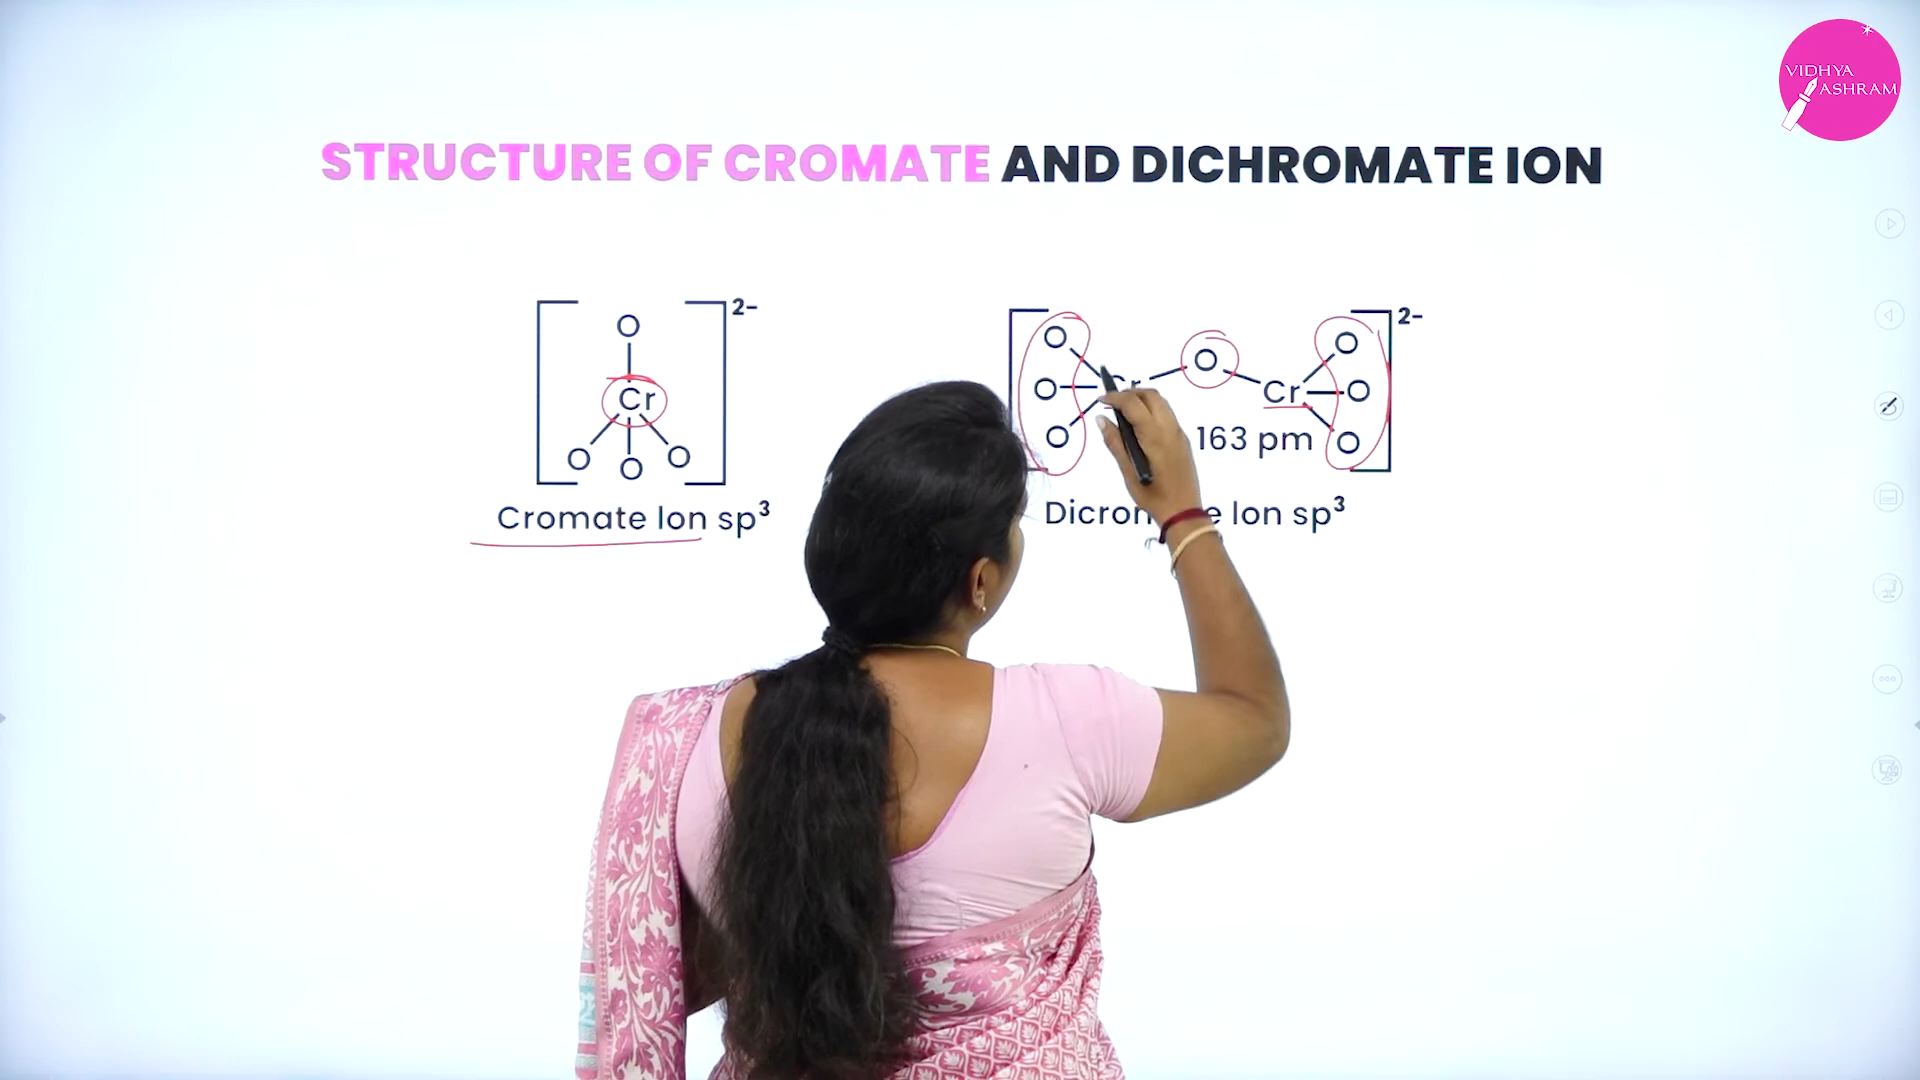 VIDHYA
ASHRAM
STRUCTURE OF CROMATE AND DICHROMATE ION
2-
O
Cr
O O O
Cromate Ion sp³
2-
O O O
O Cr Cr O
O O
163 pm
Ion sp³